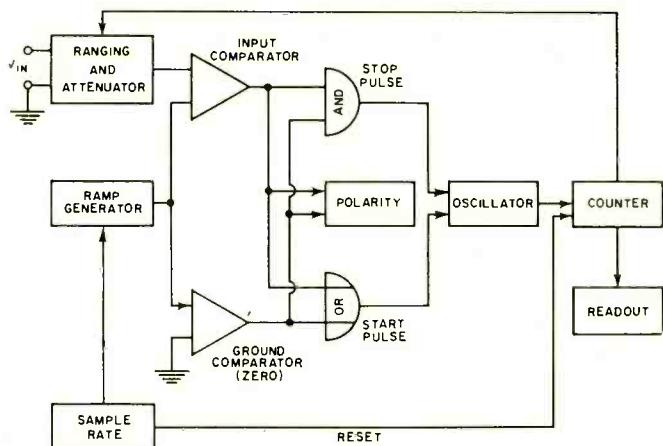 INPUT
COMPARATOR
RANGING
AND
ATTENUATOR
VIN
STOP
PULSE
AND
RAMP
GENERATOR
POLARITY
OSCILLATOR
COUNTER
READOUT
OR
START
PULSE
GROUND
COMPARATOR
(ZERO)
SAMPLE
RATE
RESET